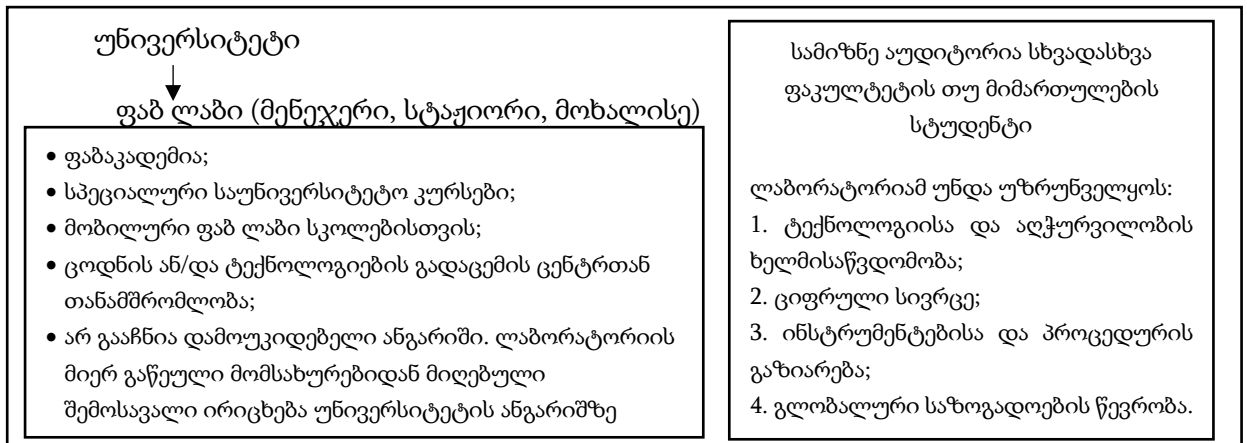 უნივერსიტეტი
ფაბ ლაბი (მენეჯერი, სტაჟიორი, მოხალისე)
• ფაბაკადემია;
• სპეციალური საუნივერსიტეტო კურსები;
• მობილური ფაბ ლაბი სკოლებისთვის;
• ცოდნის ან/და ტექნოლოგიების გადაცემის ცენტრთან
თანამშრომლობა;
• არ გააჩნია დამოუკიდებელი ანგარიში. ლაბორატორიის
მიერ გაწეული მომსახურებიდან მიღებული
შემოსავალი ირიცხება უნივერსიტეტის ანგარიშზე
სამიზნე აუდიტორია სხვადასხვა
ფაკულტეტის თუ მიმართულების
სტუდენტი
ლაბორატორიამ უნდა უზრუნველყოს:
1. ტექნოლოგიისა და აღჭურვილობის
ხელმისაწვდომობა;
2. ციფრული სივრცე;
3. ინსტრუმენტებისა და პროცედურის
გაზიარება;
4. გლობალური საზოგადოების წევრობა.